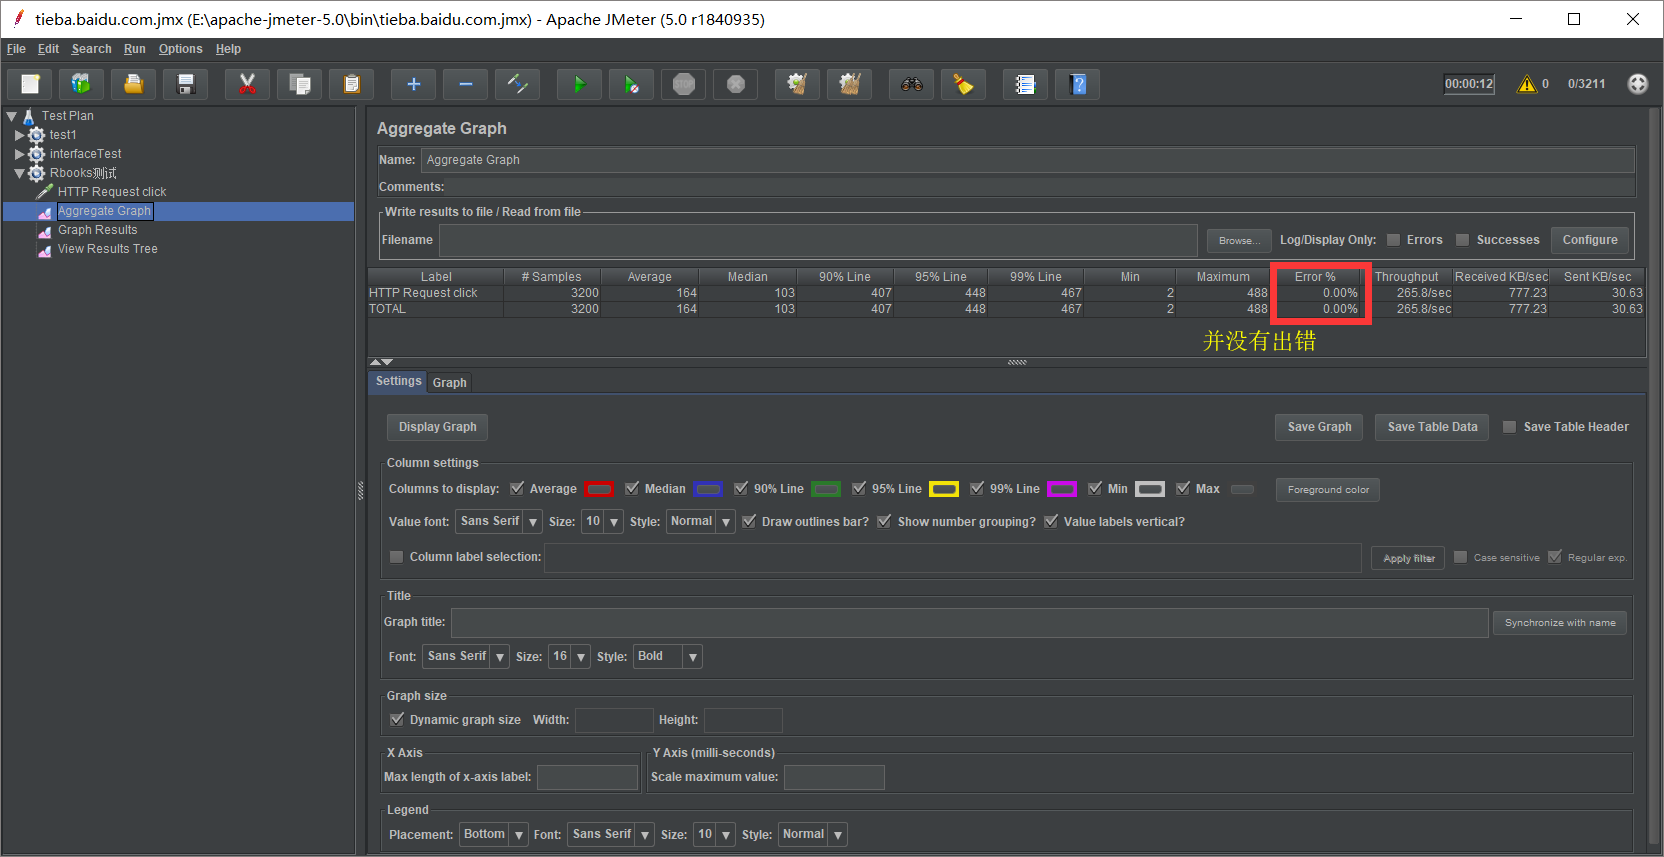 tieba.baidu.com.jmx (E:\apache-jmeter-5.0\bin\tieba.baidu.com.jmx) - Apache JMeter (5.0 r1840935)
File Edit Search Run Options Help
00:00:12 0 0/3211
Test Plan
test1
interfaceTest
Rbooks测试
HTTP Request click
Aggregate Graph
Graph Results
View Results Tree
Aggregate Graph
Name: Aggregate Graph
Comments:
Write results to file / Read from file
Filename Browse... Log/Display Only: Errors Successes Configure
Label # Samples Average Median 90% Line 95% Line 99% Line Min Maximum Error % Throughput Received KB/sec Sent KB/sec
HTTP Request click 3200 164 103 407 448 467 2 488 0.00% 265.8/sec 777.23 30.63
TOTAL 3200 164 103 407 448 467 2 488 0.00% 265.8/sec 777.23 30.63
并没有出错
Settings Graph
Display Graph Save Graph Save Table Data Save Table Header
Column settings
Columns to display: Average Median 90% Line 95% Line 99% Line Min Max Foreground color
Value font: Sans Serif Size: 10 Style: Normal Draw outlines bar? Show number grouping? Value labels vertical?
Column label selection: Apply filter Case sensitive Regular exp.
Title
Graph title: Synchronize with name
Font: Sans Serif Size: 16 Style: Bold
Graph size
Dynamic graph size Width: Height:
X Axis Y Axis (milli-seconds)
Max length of x-axis label: Scale maximum value:
Legend
Placement: Bottom Font: Sans Serif Size: 10 Style: Normal